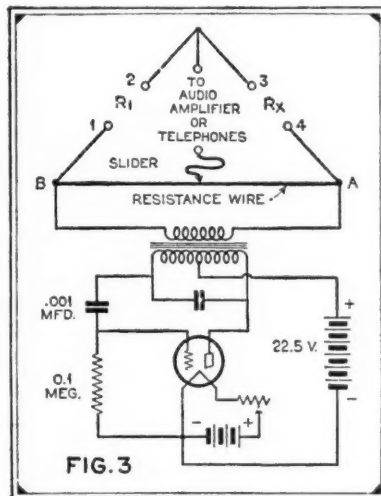 2
3
TO
AUDIO
AMPLIFIER
OR
TELEPHONES
R1
RX
1
4
SLIDER
B
A
RESISTANCE WIRE
.001
MFD.
+
22.5 V.
0.1
MEG.
-
+
-
FIG. 3